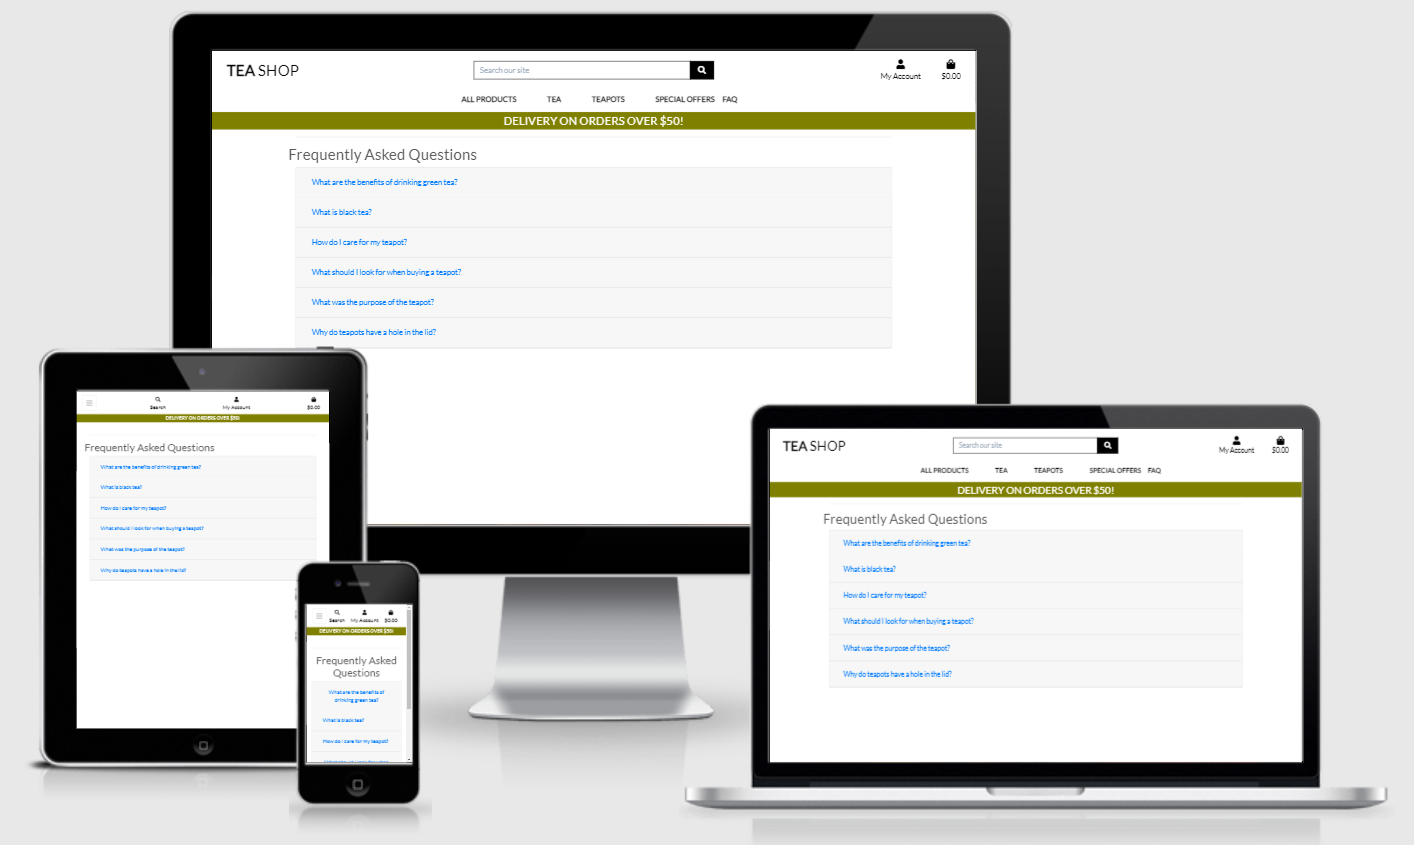 TEA SHOP
Search our site
My Account
$0.00
ALL PRODUCTS TEA TEAPOTS SPECIAL OFFERS FAQ
DELIVERY ON ORDERS OVER $50!
Frequently Asked Questions
What are the benefits of drinking green tea?
What is black tea?
How do I care for my teapot?
What should I look for when buying a teapot?
What was the purpose of the teapot?
Why do teapots have a hole in the lid?
Search
My Account
$0.00
DELIVERY ON ORDERS OVER $50!
Frequently Asked Questions
What are the benefits of drinking green tea?
What is black tea?
How do I care for my teapot?
What should I look for when buying a teapot?
What was the purpose of the teapot?
Why do teapots have a hole in the lid?
Search
My Account
$0.00
DELIVERY ON ORDERS OVER $50!
Frequently Asked
Questions
What are the benefits of
drinking green tea?
What is black tea?
How do I care for my teapot?
TEA SHOP
Search our site
My Account
$0.00
ALL PRODUCTS TEA TEAPOTS SPECIAL OFFERS FAQ
DELIVERY ON ORDERS OVER $50!
Frequently Asked Questions
What are the benefits of drinking green tea?
What is black tea?
How do I care for my teapot?
What should I look for when buying a teapot?
What was the purpose of the teapot?
Why do teapots have a hole in the lid?